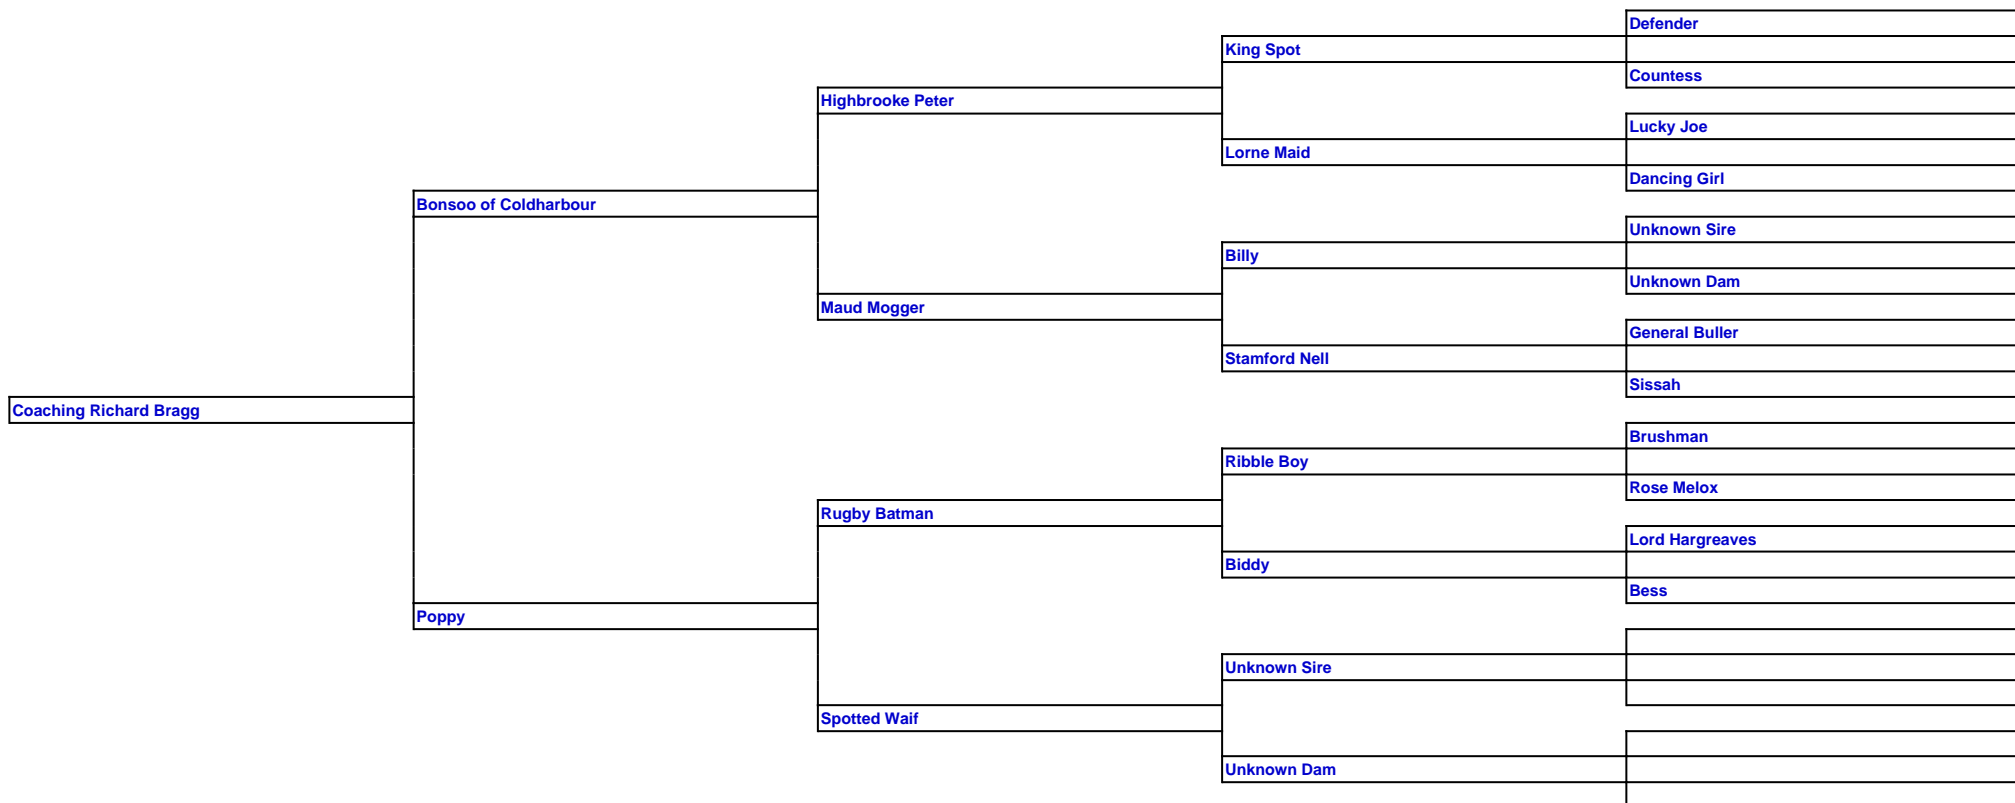 Defender
King Spot
Countess
Highbrooke Peter
Lucky Joe
Lorne Maid
Dancing Girl
Bonsoo of Coldharbour
Unknown Sire
Billy
Unknown Dam
Maud Mogger
General Buller
Stamford Nell
Sissah
Coaching Richard Bragg
Brushman
Ribble Boy
Rose Melox
Rugby Batman
Lord Hargreaves
Biddy
Bess
Poppy
Unknown Sire
Spotted Waif
Unknown Dam